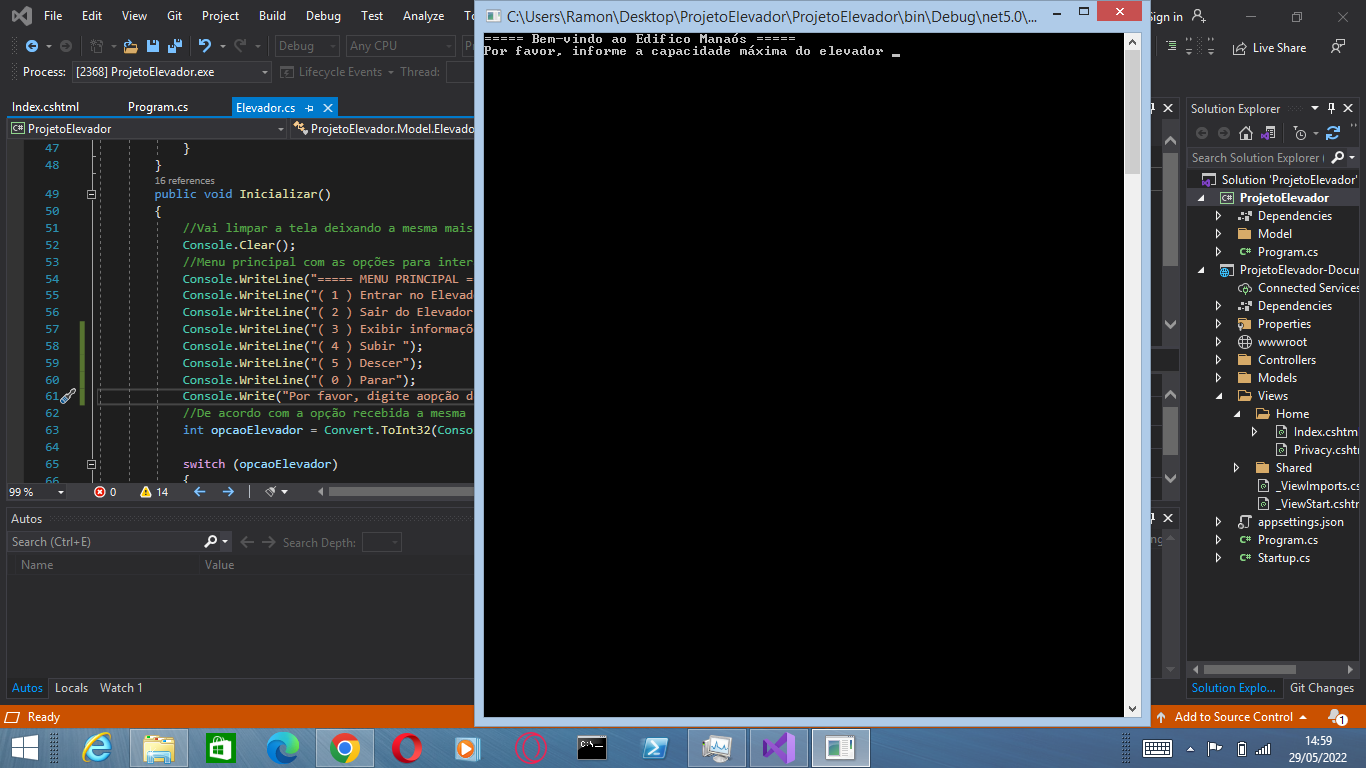 File Edit View Git Project Build Debug Test Analyze
C:\Users\Ramon\Desktop\ProjetoElevador\ProjetoElevador\bin\Debug\net5.0\...
ign in
Debug Any CPU
Live Share
Process: [2368] ProjetoElevador.exe Lifecycle Events Thread:
===== Bem-vindo ao Edifico Manaós =====
Por favor, informe a capacidade máxima do elevador
Index.cshtml Program.cs Elevador.cs
C# ProjetoElevador ProjetoElevador.Model.Elevado
47 }
48 }
16 references
49 public void Inicializar()
50 {
51 //Vai limpar a tela deixando a mesma mais
52 Console.Clear();
53 //Menu principal com as opções para inter
54 Console.WriteLine("===== MENU PRINCIPAL =
55 Console.WriteLine("( 1 ) Entrar no Elevad
56 Console.WriteLine("( 2 ) Sair do Elevador
57 Console.WriteLine("( 3 ) Exibir informaçõ
58 Console.WriteLine("( 4 ) Subir ");
59 Console.WriteLine("( 5 ) Descer");
60 Console.WriteLine("( 0 ) Parar");
61 Console.Write("Por favor, digite aopção d
62 //De acordo com a opção recebida a mesma
63 int opcaoElevador = Convert.ToInt32(Conso
64
65 switch (opcaoElevador)
66 {
99 % 0 14
Autos
Search (Ctrl+E) Search Depth:
Name Value
Autos Locals Watch 1
Solution Explorer
Search Solution Explorer (
Solution 'ProjetoElevador'
C# ProjetoElevador
Dependencies
Model
C# Program.cs
ProjetoElevador-Docur
Connected Services
Dependencies
Properties
wwwroot
Controllers
Models
Views
Home
Index.cshtm
Privacy.cshtr
Shared
_ViewImports.cs
_ViewStart.cshtr
appsettings.json
C# Program.cs
C# Startup.cs
Solution Explo... Git Changes
Ready
Add to Source Control 1
14:59
29/05/2022